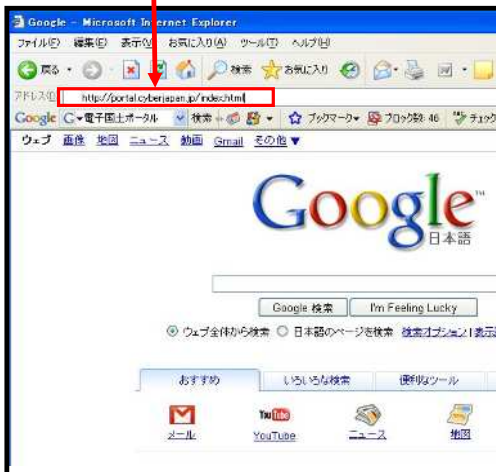 Google - Microsoft Internet Explorer
ファイル(F) 編集(E) 表示(V) お気に入り(A) ツール(T) ヘルプ(H)
戻る 検索 お気に入り
アドレス(D) http://portal.cyberjapan.jp/index.html
Google G 電子国土ポータル 検索 ブックマーク ブロック数: 46 チェック
ウェブ 画像 地図 ニュース 動画 Gmail その他 ▼
Google™
日本語
Google 検索 I'm Feeling Lucky
ウェブ全体から検索 日本語のページを検索 検索オプション | 表示
おすすめ いろいろな検索 便利なツール
メール YouTube ニュース 地図